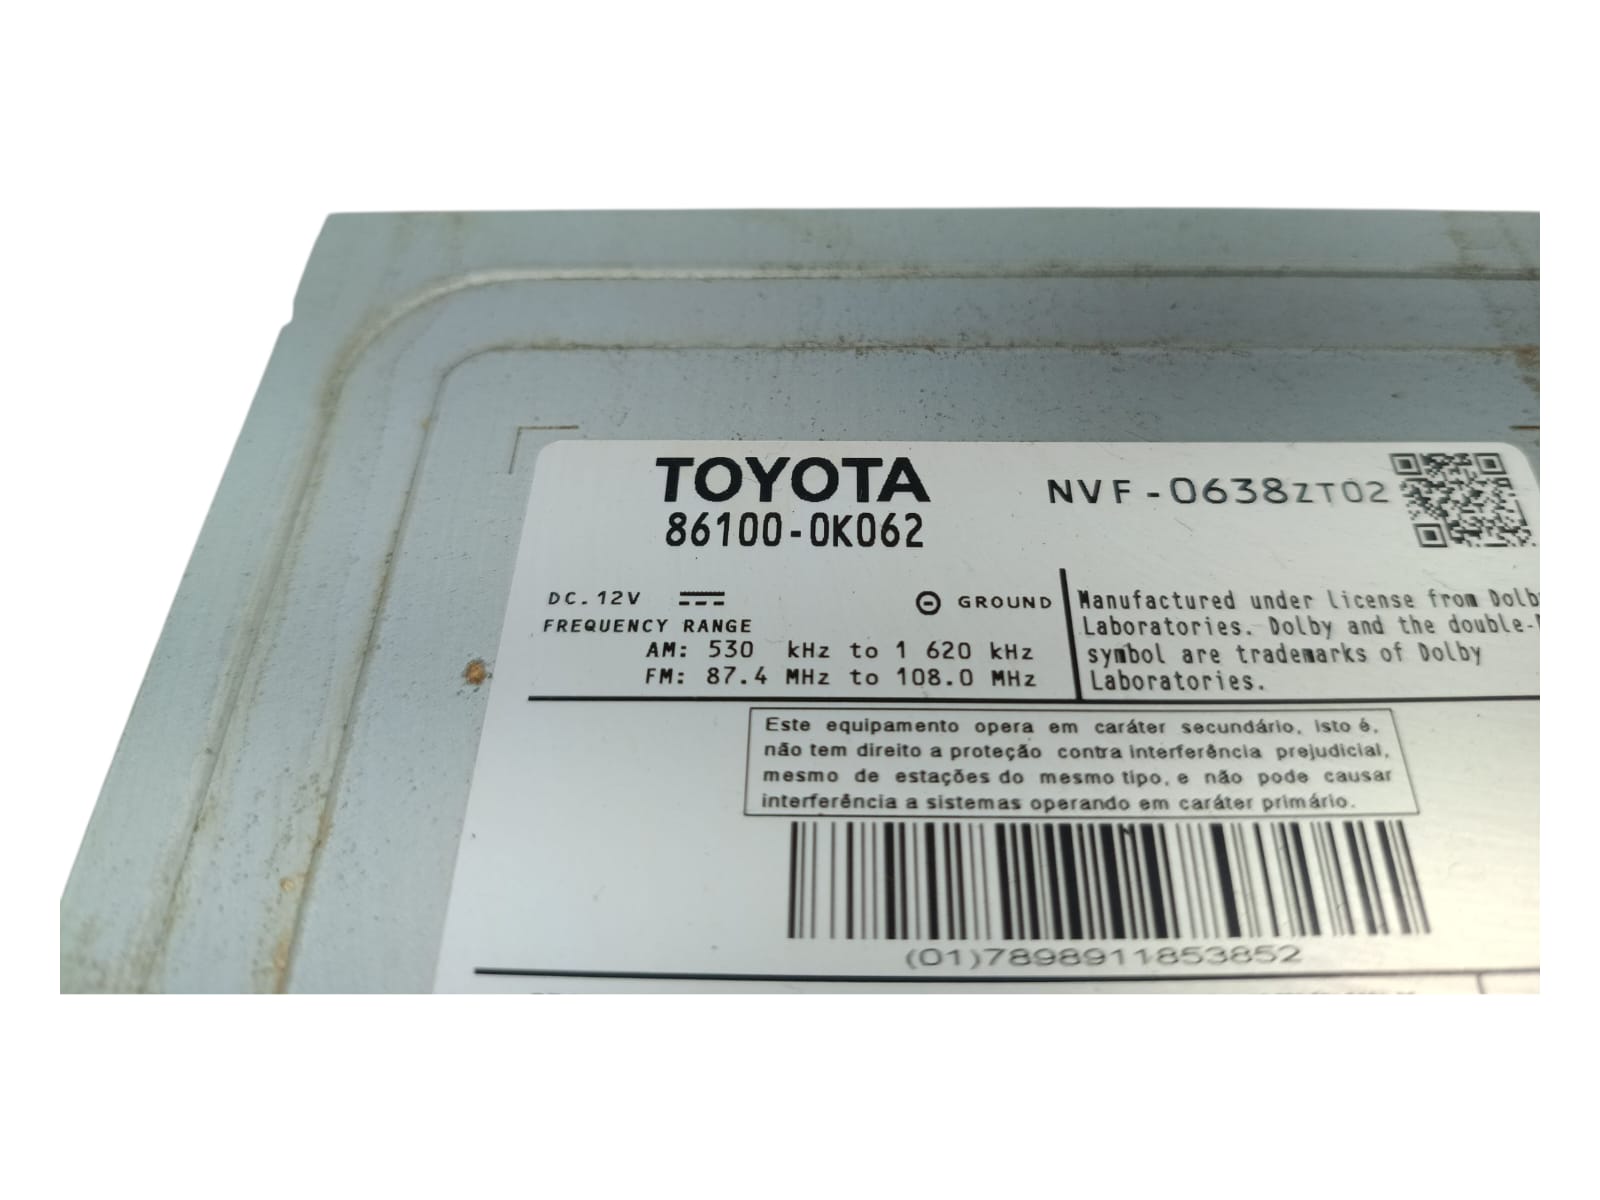 TOYOTA
86100-0K062
NVF-0638ZT02
DC.12V
GROUND
FREQUENCY RANGE
AM: 530 kHz to 1 620 kHz
FM: 87.4 MHz to 108.0 MHz
Manufactured under license from Dolby
Laboratories. Dolby and the double-
symbol are trademarks of Dolby
Laboratories.
Este equipamento opera em caráter secundário, isto é,
não tem direito a proteção contra interferência prejudicial,
mesmo de estações do mesmo tipo, e não pode causar
interferência a sistemas operando em caráter primário.
(01)7898911853852